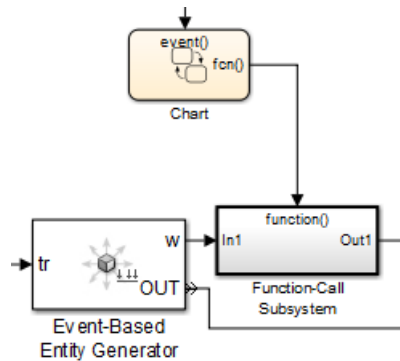 event()
fcn()
Chart
tr
w
OUT
Event-Based
Entity Generator
function()
In1
Out1
Function-Call
Subsystem